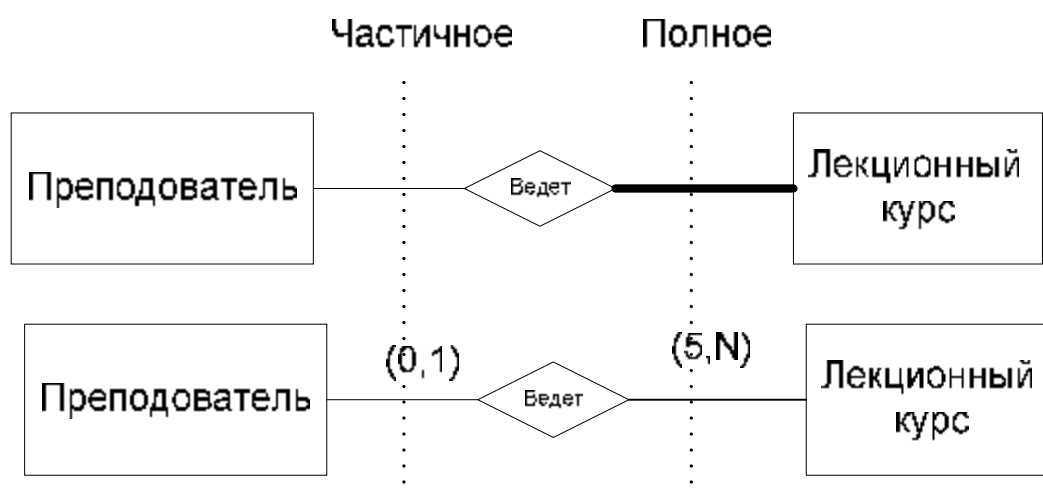 Частичное Полное
Преподователь
Ведет
Лекционный
курс
(0,1) (5,N)
Преподователь
Ведет
Лекционный
курс